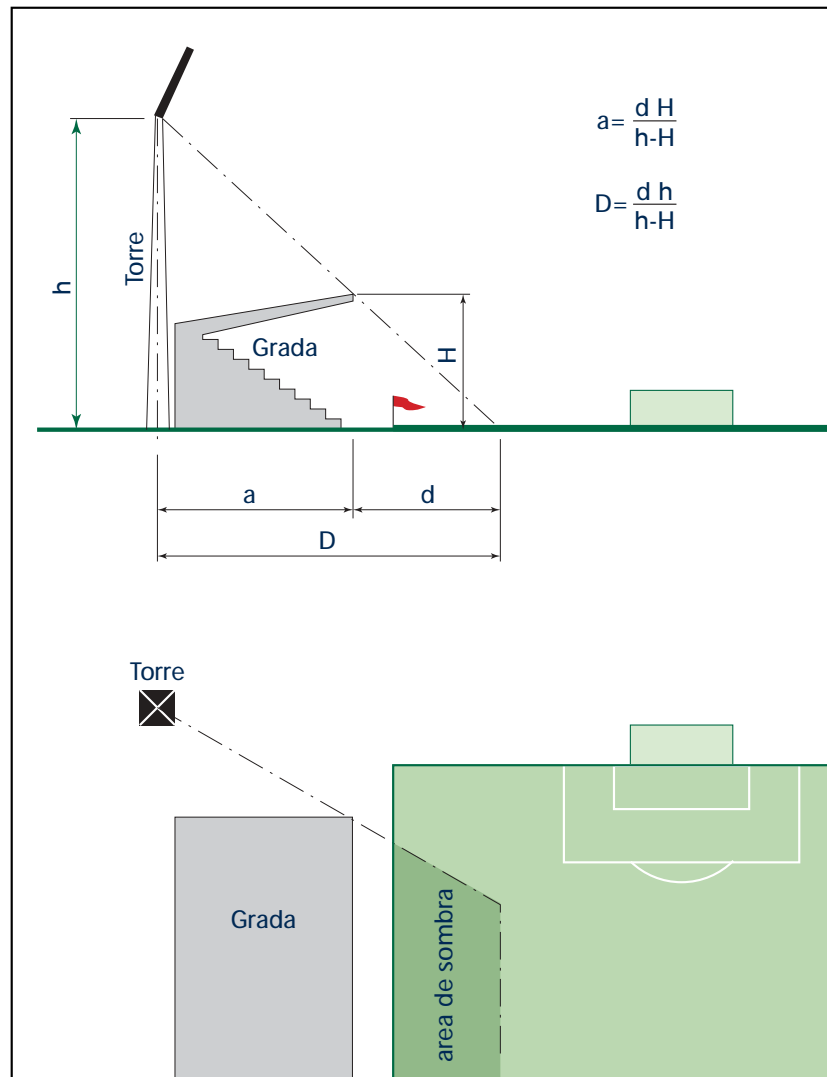 a= d H
h-H
D= d h
h-H
Torre
h
Grada
H
a
d
D
Torre
Grada
area de sombra